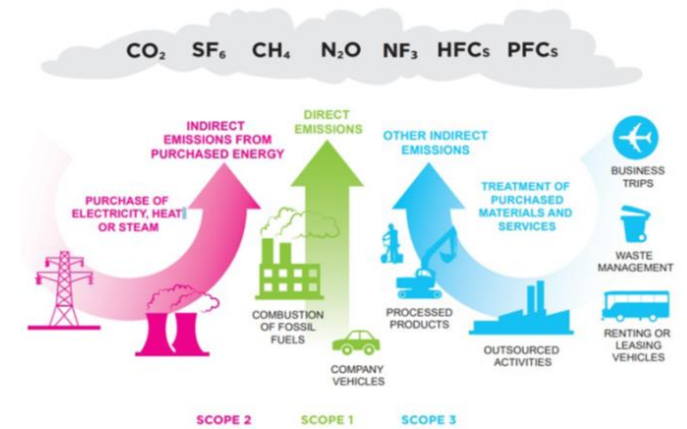 CO₂ SF₆ CH₄ N₂O NF₃ HFCs PFCs
INDIRECT
EMISSIONS FROM
PURCHASED ENERGY
DIRECT
EMISSIONS
OTHER INDIRECT
EMISSIONS
PURCHASE OF
ELECTRICITY, HEAT
OR STEAM
TREATMENT OF
PURCHASED
MATERIALS AND
SERVICES
BUSINESS
TRIPS
WASTE
MANAGEMENT
COMBUSTION
OF FOSSIL
FUELS
PROCESSED
PRODUCTS
RENTING OR
LEASING
VEHICLES
OUTSOURCED
ACTIVITIES
COMPANY
VEHICLES
SCOPE 2 SCOPE 1 SCOPE 3